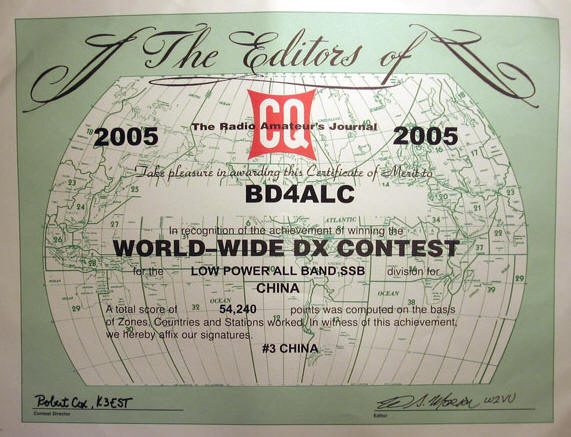 The Editors of
CQ
The Radio Amateur's Journal
2005 2005
Take pleasure in awarding this Certificate of Merit to
BD4ALC
In recognition of the achievement of winning the
WORLD-WIDE DX CONTEST
for the LOW POWER ALL BAND SSB division for
CHINA
A total score of 54,240 points was computed on the basis
of Zones, Countries and Stations worked. In witness of this achievement,
we hereby affix our signatures.
#3 CHINA
Robert Cox, K3EST
Contest Director
W2VU
Editor
ATLANTIC
OCEAN
OCEAN